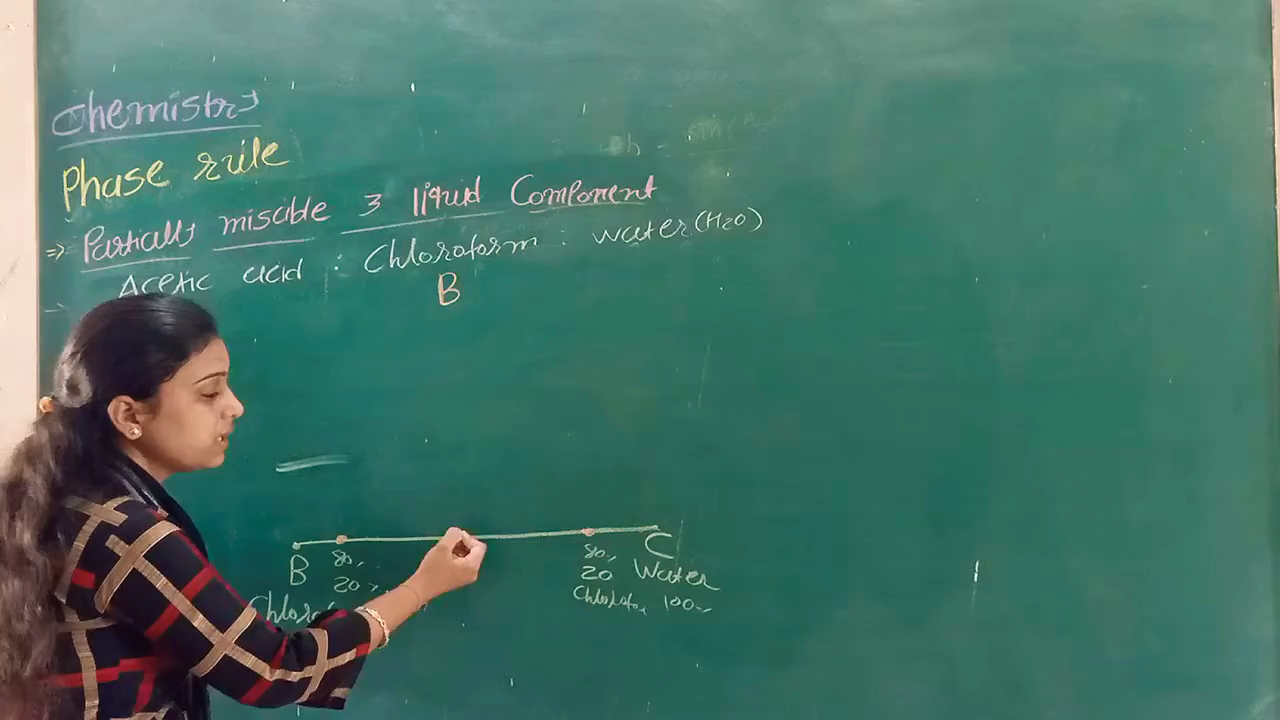 Chemistry
Phase rule
⇒ Partially miscible 3 liquid Component
Acetic acid : Chloroform : water (H2O)
B
B C
80% 80%
20% 20 Water
100%